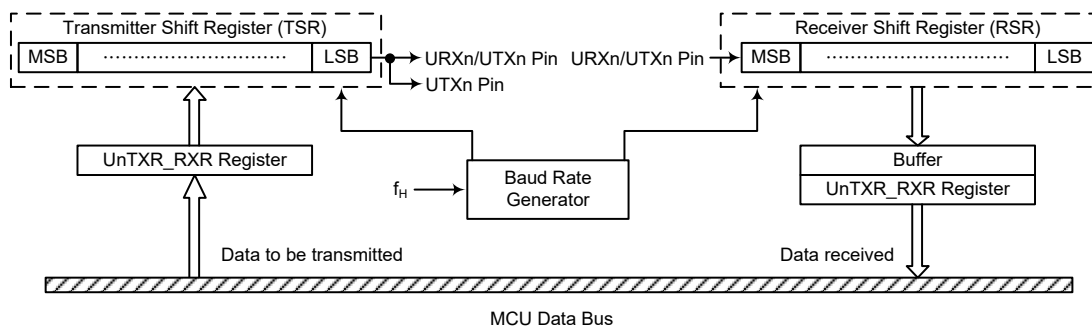 Transmitter Shift Register (TSR)
MSB ………………………… LSB
URXn/UTXn Pin
UTXn Pin
URXn/UTXn Pin
Receiver Shift Register (RSR)
MSB ………………………… LSB
UnTXR_RXR Register
fH
Baud Rate
Generator
Buffer
UnTXR_RXR Register
Data to be transmitted
Data received
MCU Data Bus